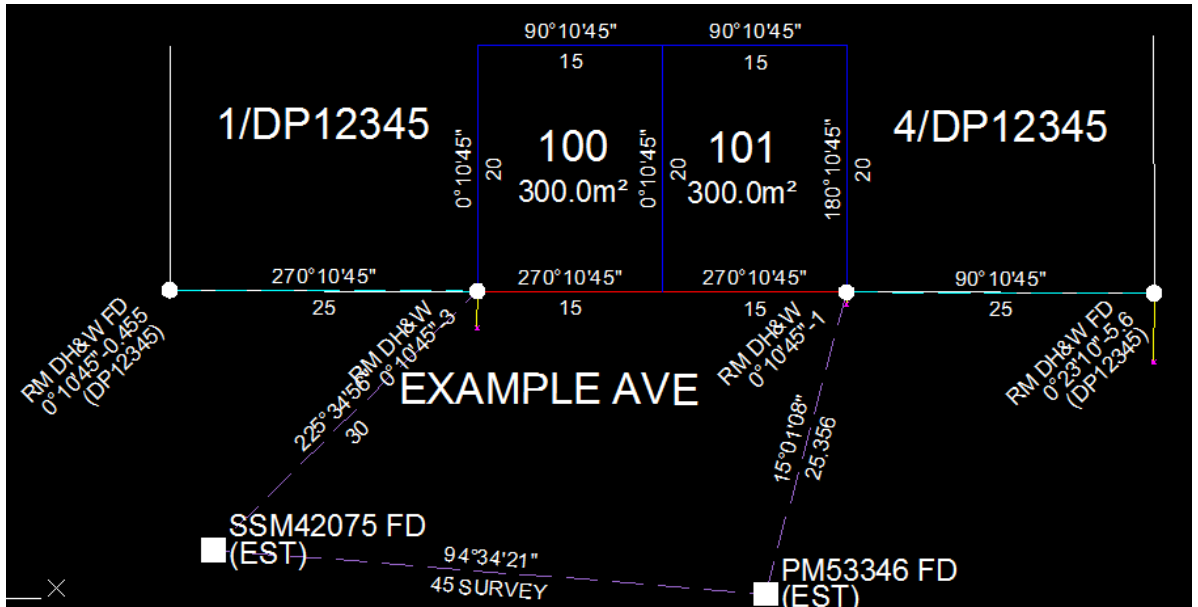 90°10'45"
90°10'45"
15
15
1/DP12345
100
300.0m²
101
300.0m²
4/DP12345
0°10'45"
20
0°10'45"
20
180°10'45"
20
270°10'45"
25
270°10'45"
15
270°10'45"
15
90°10'45"
25
RM DH&W FD
0°10'45"-0.455
(DP12345)
RM DH&W
0°10'45"-3
RM DH&W
0°10'45"-1
RM DH&W FD
0°23'10"-5.6
(DP12345)
EXAMPLE AVE
225°34'56"
30
15°01'08"
25.356
SSM42075 FD
(EST)
94°34'21"
45 SURVEY
PM53346 FD
(EST)